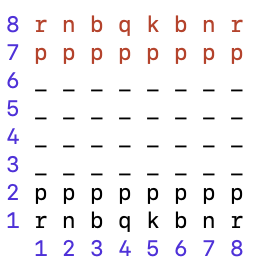 8 r n b q k b n r
7 p p p p p p p p
6 _ _ _ _ _ _ _ _
5 _ _ _ _ _ _ _ _
4 _ _ _ _ _ _ _ _
3 _ _ _ _ _ _ _ _
2 p p p p p p p p
1 r n b q k b n r
1 2 3 4 5 6 7 8